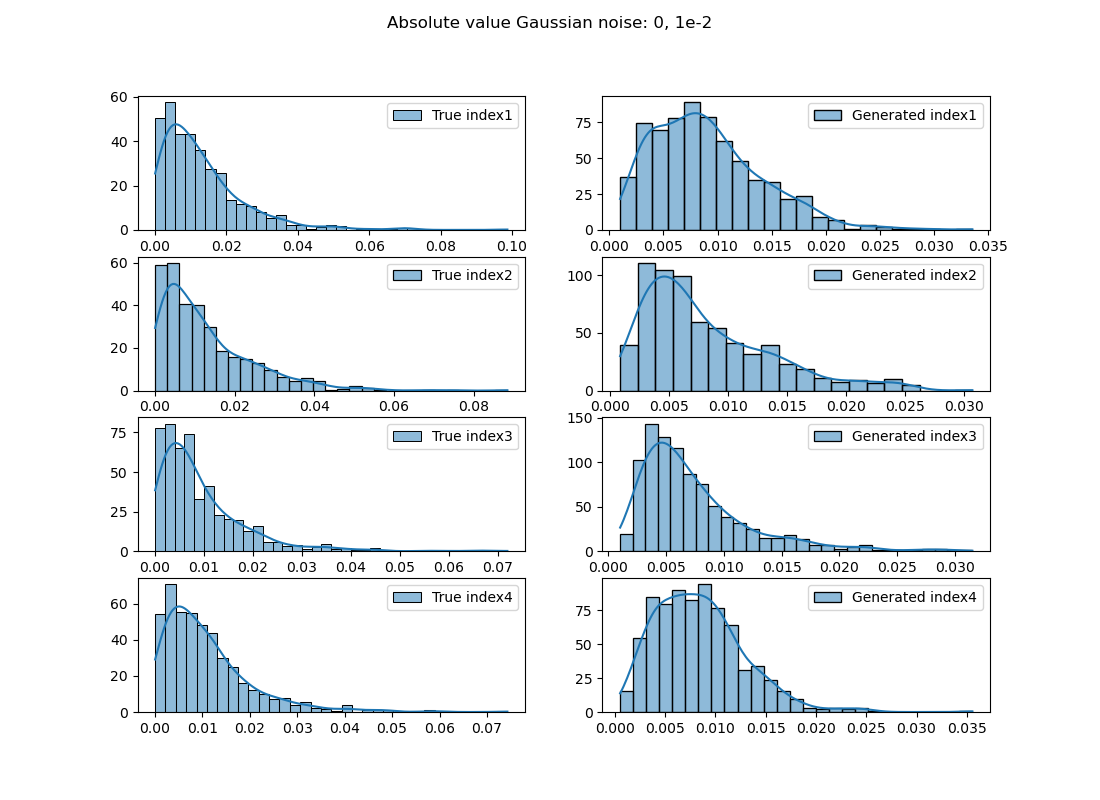 Absolute value Gaussian noise: 0, 1e-2
60
40
20
0
True index1
0.00 0.02 0.04 0.06 0.08 0.10
75
50
25
0
Generated index1
0.000 0.005 0.010 0.015 0.020 0.025 0.030 0.035
60
40
20
0
True index2
0.00 0.02 0.04 0.06 0.08
100
50
0
Generated index2
0.000 0.005 0.010 0.015 0.020 0.025 0.030
75
50
25
0
True index3
0.00 0.01 0.02 0.03 0.04 0.05 0.06 0.07
150
100
50
0
Generated index3
0.000 0.005 0.010 0.015 0.020 0.025 0.030
60
40
20
0
True index4
0.00 0.01 0.02 0.03 0.04 0.05 0.06 0.07
75
50
25
0
Generated index4
0.000 0.005 0.010 0.015 0.020 0.025 0.030 0.035